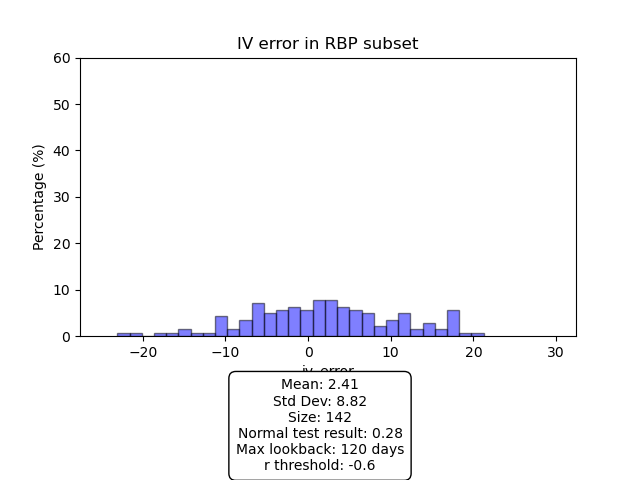 IV error in RBP subset
60
50
40
30
20
10
0
Percentage (%)
−20
−10
0
10
20
30
iv_error
Mean: 2.41
Std Dev: 8.82
Size: 142
Normal test result: 0.28
Max lookback: 120 days
r threshold: -0.6